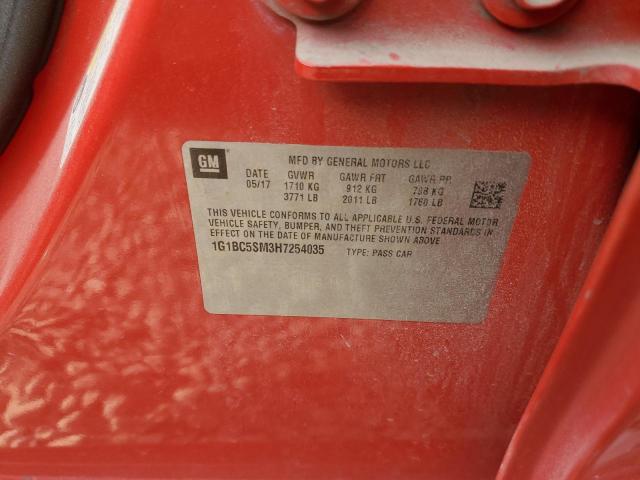 GM
MFD BY GENERAL MOTORS LLC
DATE GVWR GAWR FRT GAWR RR
05/17 1710 KG 912 KG 798 KG
3771 LB 2011 LB 1760 LB
THIS VEHICLE CONFORMS TO ALL APPLICABLE U.S. FEDERAL MOTOR
VEHICLE SAFETY, BUMPER, AND THEFT PREVENTION STANDARDS IN
EFFECT ON THE DATE OF MANUFACTURE SHOWN ABOVE.
1G1BC5SM3H7254035 TYPE: PASS CAR